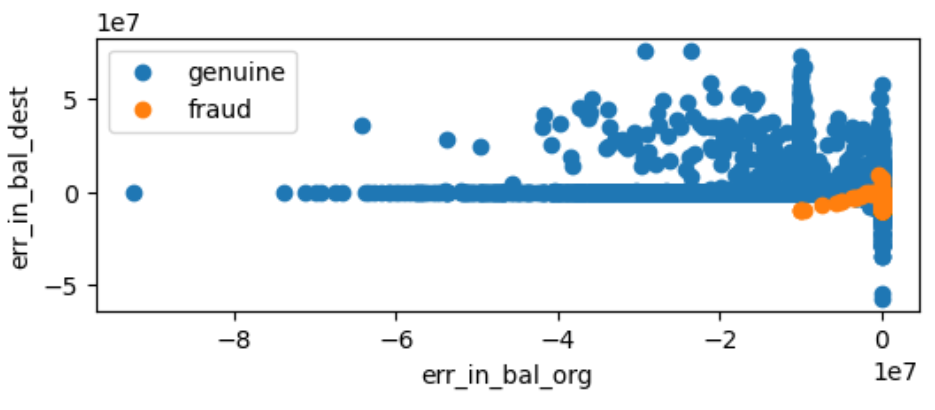 1e7
genuine
fraud
5
0
−5
err_in_bal_dest
−8 −6 −4 −2 0
1e7
err_in_bal_org